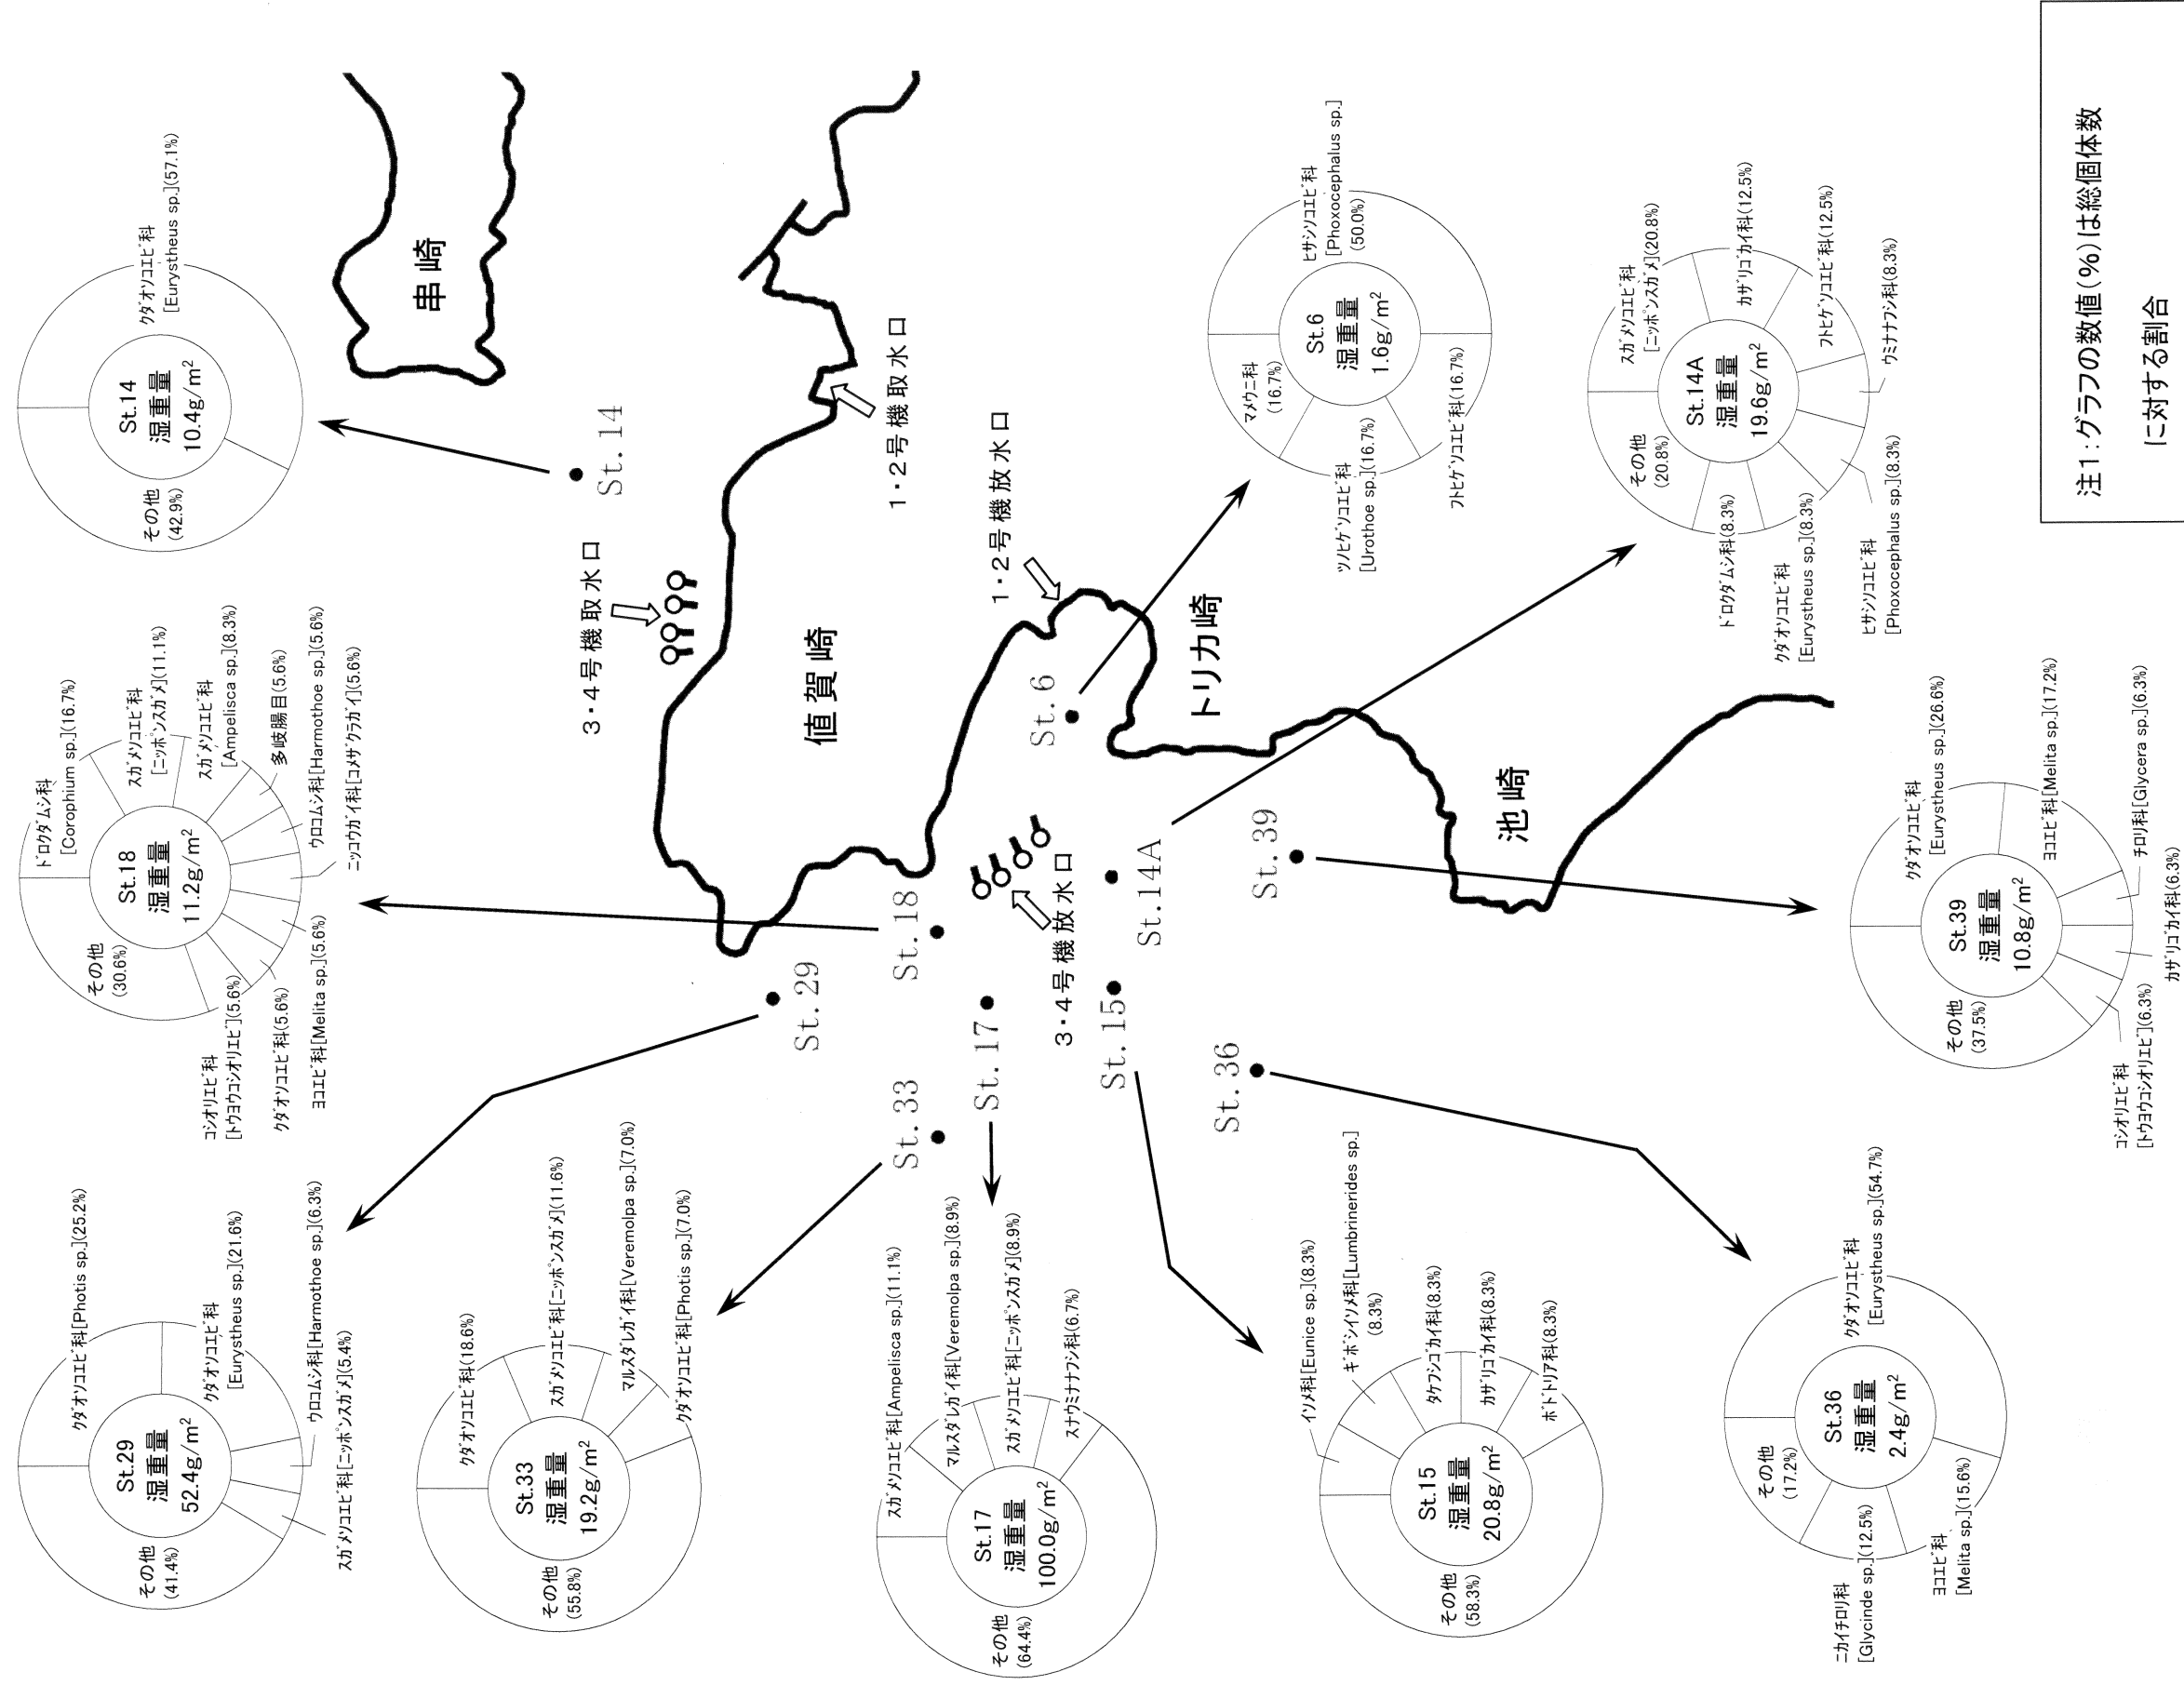 St.29
湿重量
52.4g/m²
クダオソコエビ科[Photis sp.](25.2%)
クダオソコエビ科
[Eurystheus sp.](21.6%)
ウロコムシ科[Harmothoe sp.](6.3%)
スガメソコエビ科[ニッポンスガメ](5.4%)
その他
(41.4%)
St.18
湿重量
11.2g/m²
ドロクダムシ科
[Corophium sp.](16.7%)
スガメソコエビ科
[ニッポンスガメ](11.1%)
スガメソコエビ科
[Ampelisca sp.](8.3%)
多岐腸目(5.6%)
ウロコムシ科[Harmothoe sp.](5.6%)
ニッコウガイ科[コメザクラガイ](5.6%)
ヨコエビ科[Melita sp.](5.6%)
クダオソコエビ科(5.6%)
コシオリエビ科
[トウヨウコシオリエビ](5.6%)
その他
(30.6%)
St.14
湿重量
10.4g/m²
クダオソコエビ科
[Eurystheus sp.](57.1%)
その他
(42.9%)
St.33
湿重量
19.2g/m²
クダオソコエビ科(18.6%)
スガメソコエビ科[ニッポンスガメ](11.6%)
マルスダレガイ科[Veremolpa sp.](7.0%)
クダオソコエビ科[Photis sp.](7.0%)
その他
(55.8%)
串崎
St.14
3・4号機取水口
値賀崎
1・2号機取水口
1・2号機放水口
St.29
St.18
St.33
St.17
3・4号機放水口
St.6
トリカ崎
St.15
St.14A
St.36
St.39
池崎
St.17
湿重量
100.0g/m²
スガメソコエビ科[Ampelisca sp.](11.1%)
マルスダレガイ科[Veremolpa sp.](8.9%)
スガメソコエビ科[ニッポンスガメ](8.9%)
スナウミナナフシ科(6.7%)
その他
(64.4%)
St.6
湿重量
1.6g/m²
ヒサシソコエビ科
[Phoxocephalus sp.]
(50.0%)
フトヒゲソコエビ科(16.7%)
ツノヒゲソコエビ科
[Urothoe sp.](16.7%)
マメウニ科
(16.7%)
St.15
湿重量
20.8g/m²
イソメ科[Eunice sp.](8.3%)
ギボシイソメ科[Lumbrinerides sp.]
(8.3%)
タケフシゴカイ科(8.3%)
カザリゴカイ科(8.3%)
ボドトリア科(8.3%)
その他
(58.3%)
St.14A
湿重量
19.6g/m²
スガメソコエビ科
[ニッポンスガメ](20.8%)
カザリゴカイ科(12.5%)
フトヒゲソコエビ科(12.5%)
ウミナナフシ科(8.3%)
ヒサシソコエビ科
[Phoxocephalus sp.](8.3%)
クダオソコエビ科
[Eurystheus sp.](8.3%)
ドロクダムシ科(8.3%)
その他
(20.8%)
St.36
湿重量
2.4g/m²
クダオソコエビ科
[Eurystheus sp.](54.7%)
ヨコエビ科
[Melita sp.](15.6%)
ニカイチロリ科
[Glycinde sp.](12.5%)
その他
(17.2%)
St.39
湿重量
10.8g/m²
クダオソコエビ科
[Eurystheus sp.](26.6%)
ヨコエビ科[Melita sp.](17.2%)
チロリ科[Glycera sp.](6.3%)
カザリゴカイ科(6.3%)
コシオリエビ科
[トウヨウコシオリエビ](6.3%)
その他
(37.5%)
注1:グラフの数値(%)は総個体数
に対する割合